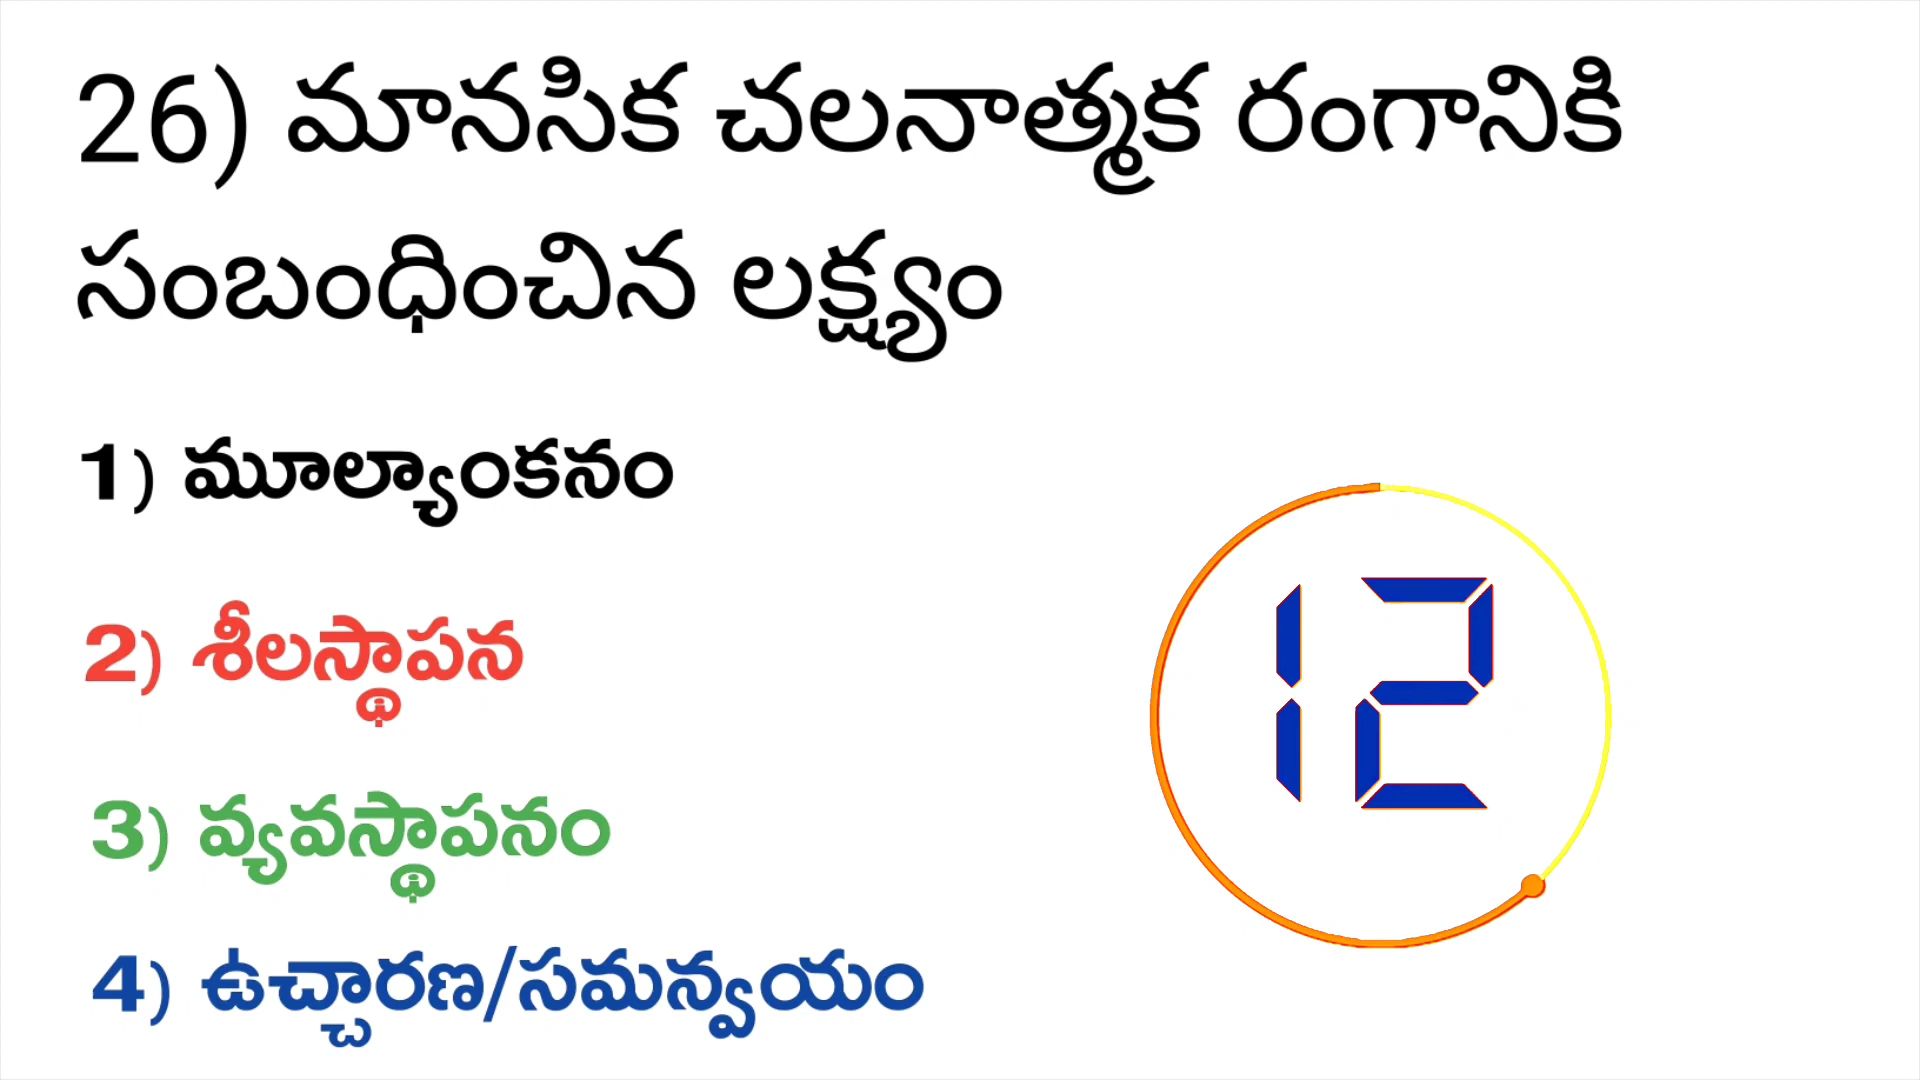 26) మానసిక చలనాత్మక రంగానికి
సంబంధించిన లక్ష్యం
1) మూల్యాంకనం
2) శీలస్థాపన
12
3) వ్యవస్థాపనం
4) ఉచ్చారణ/సమన్వయం